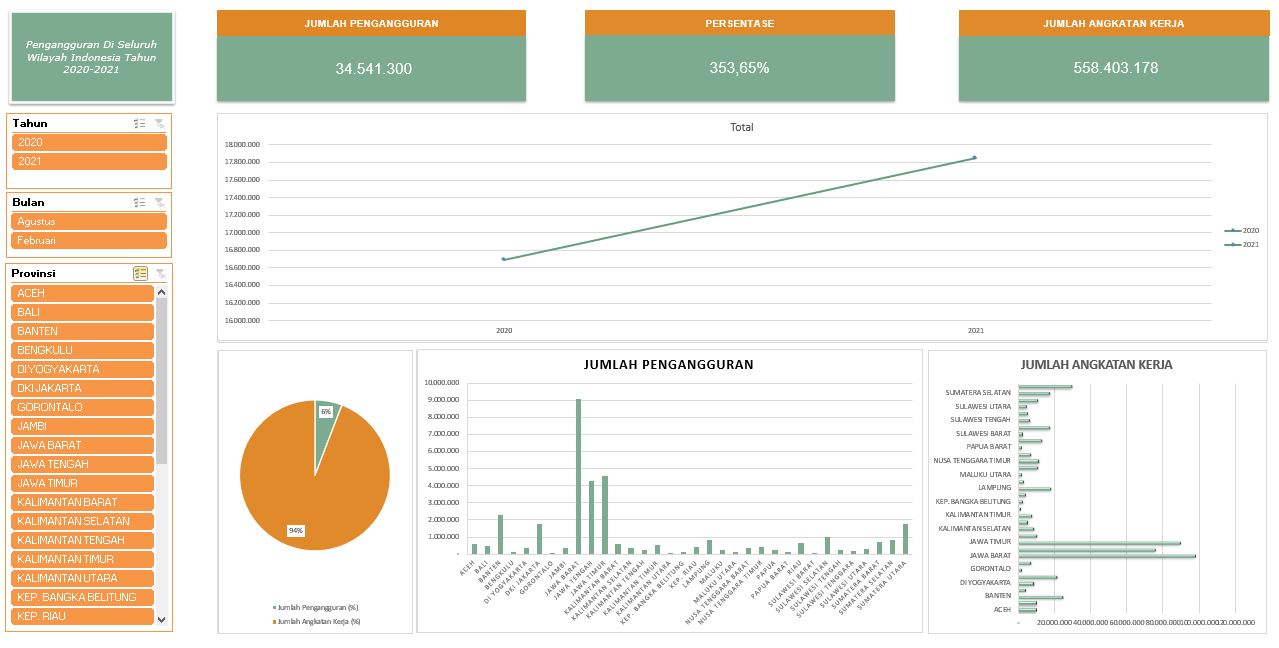 Pengangguran Di Seluruh
Wilayah Indonesia Tahun
2020-2021
JUMLAH PENGANGGURAN
34.541.300
PERSENTASE
353,65%
JUMLAH ANGKATAN KERJA
558.403.178
Tahun
2020
2021
Bulan
Agustus
Februari
Provinsi
ACEH
BALI
BANTEN
BENGKULU
DI YOGYAKARTA
DKI JAKARTA
GORONTALO
JAMBI
JAWA BARAT
JAWA TENGAH
JAWA TIMUR
KALIMANTAN BARAT
KALIMANTAN SELATAN
KALIMANTAN TENGAH
KALIMANTAN TIMUR
KALIMANTAN UTARA
KEP. BANGKA BELITUNG
KEP. RIAU
Total
18.000.000
17.800.000
17.600.000
17.400.000
17.200.000
17.000.000
16.800.000
16.600.000
16.400.000
16.200.000
16.000.000
2020
2021
2020
2021
6%
94%
Jumlah Pengangguran (%)
Jumlah Angkatan Kerja (%)
JUMLAH PENGANGGURAN
10.000.000
9.000.000
8.000.000
7.000.000
6.000.000
5.000.000
4.000.000
3.000.000
2.000.000
1.000.000
-
ACEH
BALI
BANTEN
BENGKULU
DI YOGYAKARTA
DKI JAKARTA
GORONTALO
JAMBI
JAWA BARAT
JAWA TENGAH
JAWA TIMUR
KALIMANTAN BARAT
KALIMANTAN SELATAN
KALIMANTAN TENGAH
KALIMANTAN TIMUR
KALIMANTAN UTARA
KEP. BANGKA BELITUNG
KEP. RIAU
LAMPUNG
MALUKU
MALUKU UTARA
NUSA TENGGARA BARAT
NUSA TENGGARA TIMUR
PAPUA
PAPUA BARAT
RIAU
SULAWESI BARAT
SULAWESI SELATAN
SULAWESI TENGAH
SULAWESI TENGGARA
SULAWESI UTARA
SUMATERA BARAT
SUMATERA SELATAN
SUMATERA UTARA
JUMLAH ANGKATAN KERJA
SUMATERA SELATAN
SULAWESI UTARA
SULAWESI TENGAH
SULAWESI BARAT
PAPUA BARAT
NUSA TENGGARA TIMUR
MALUKU UTARA
LAMPUNG
KEP. BANGKA BELITUNG
KALIMANTAN TIMUR
KALIMANTAN SELATAN
JAWA TIMUR
JAWA BARAT
GORONTALO
DI YOGYAKARTA
BANTEN
ACEH
- 20.000.000 40.000.000 60.000.000 80.000.000 100.000.000 120.000.000